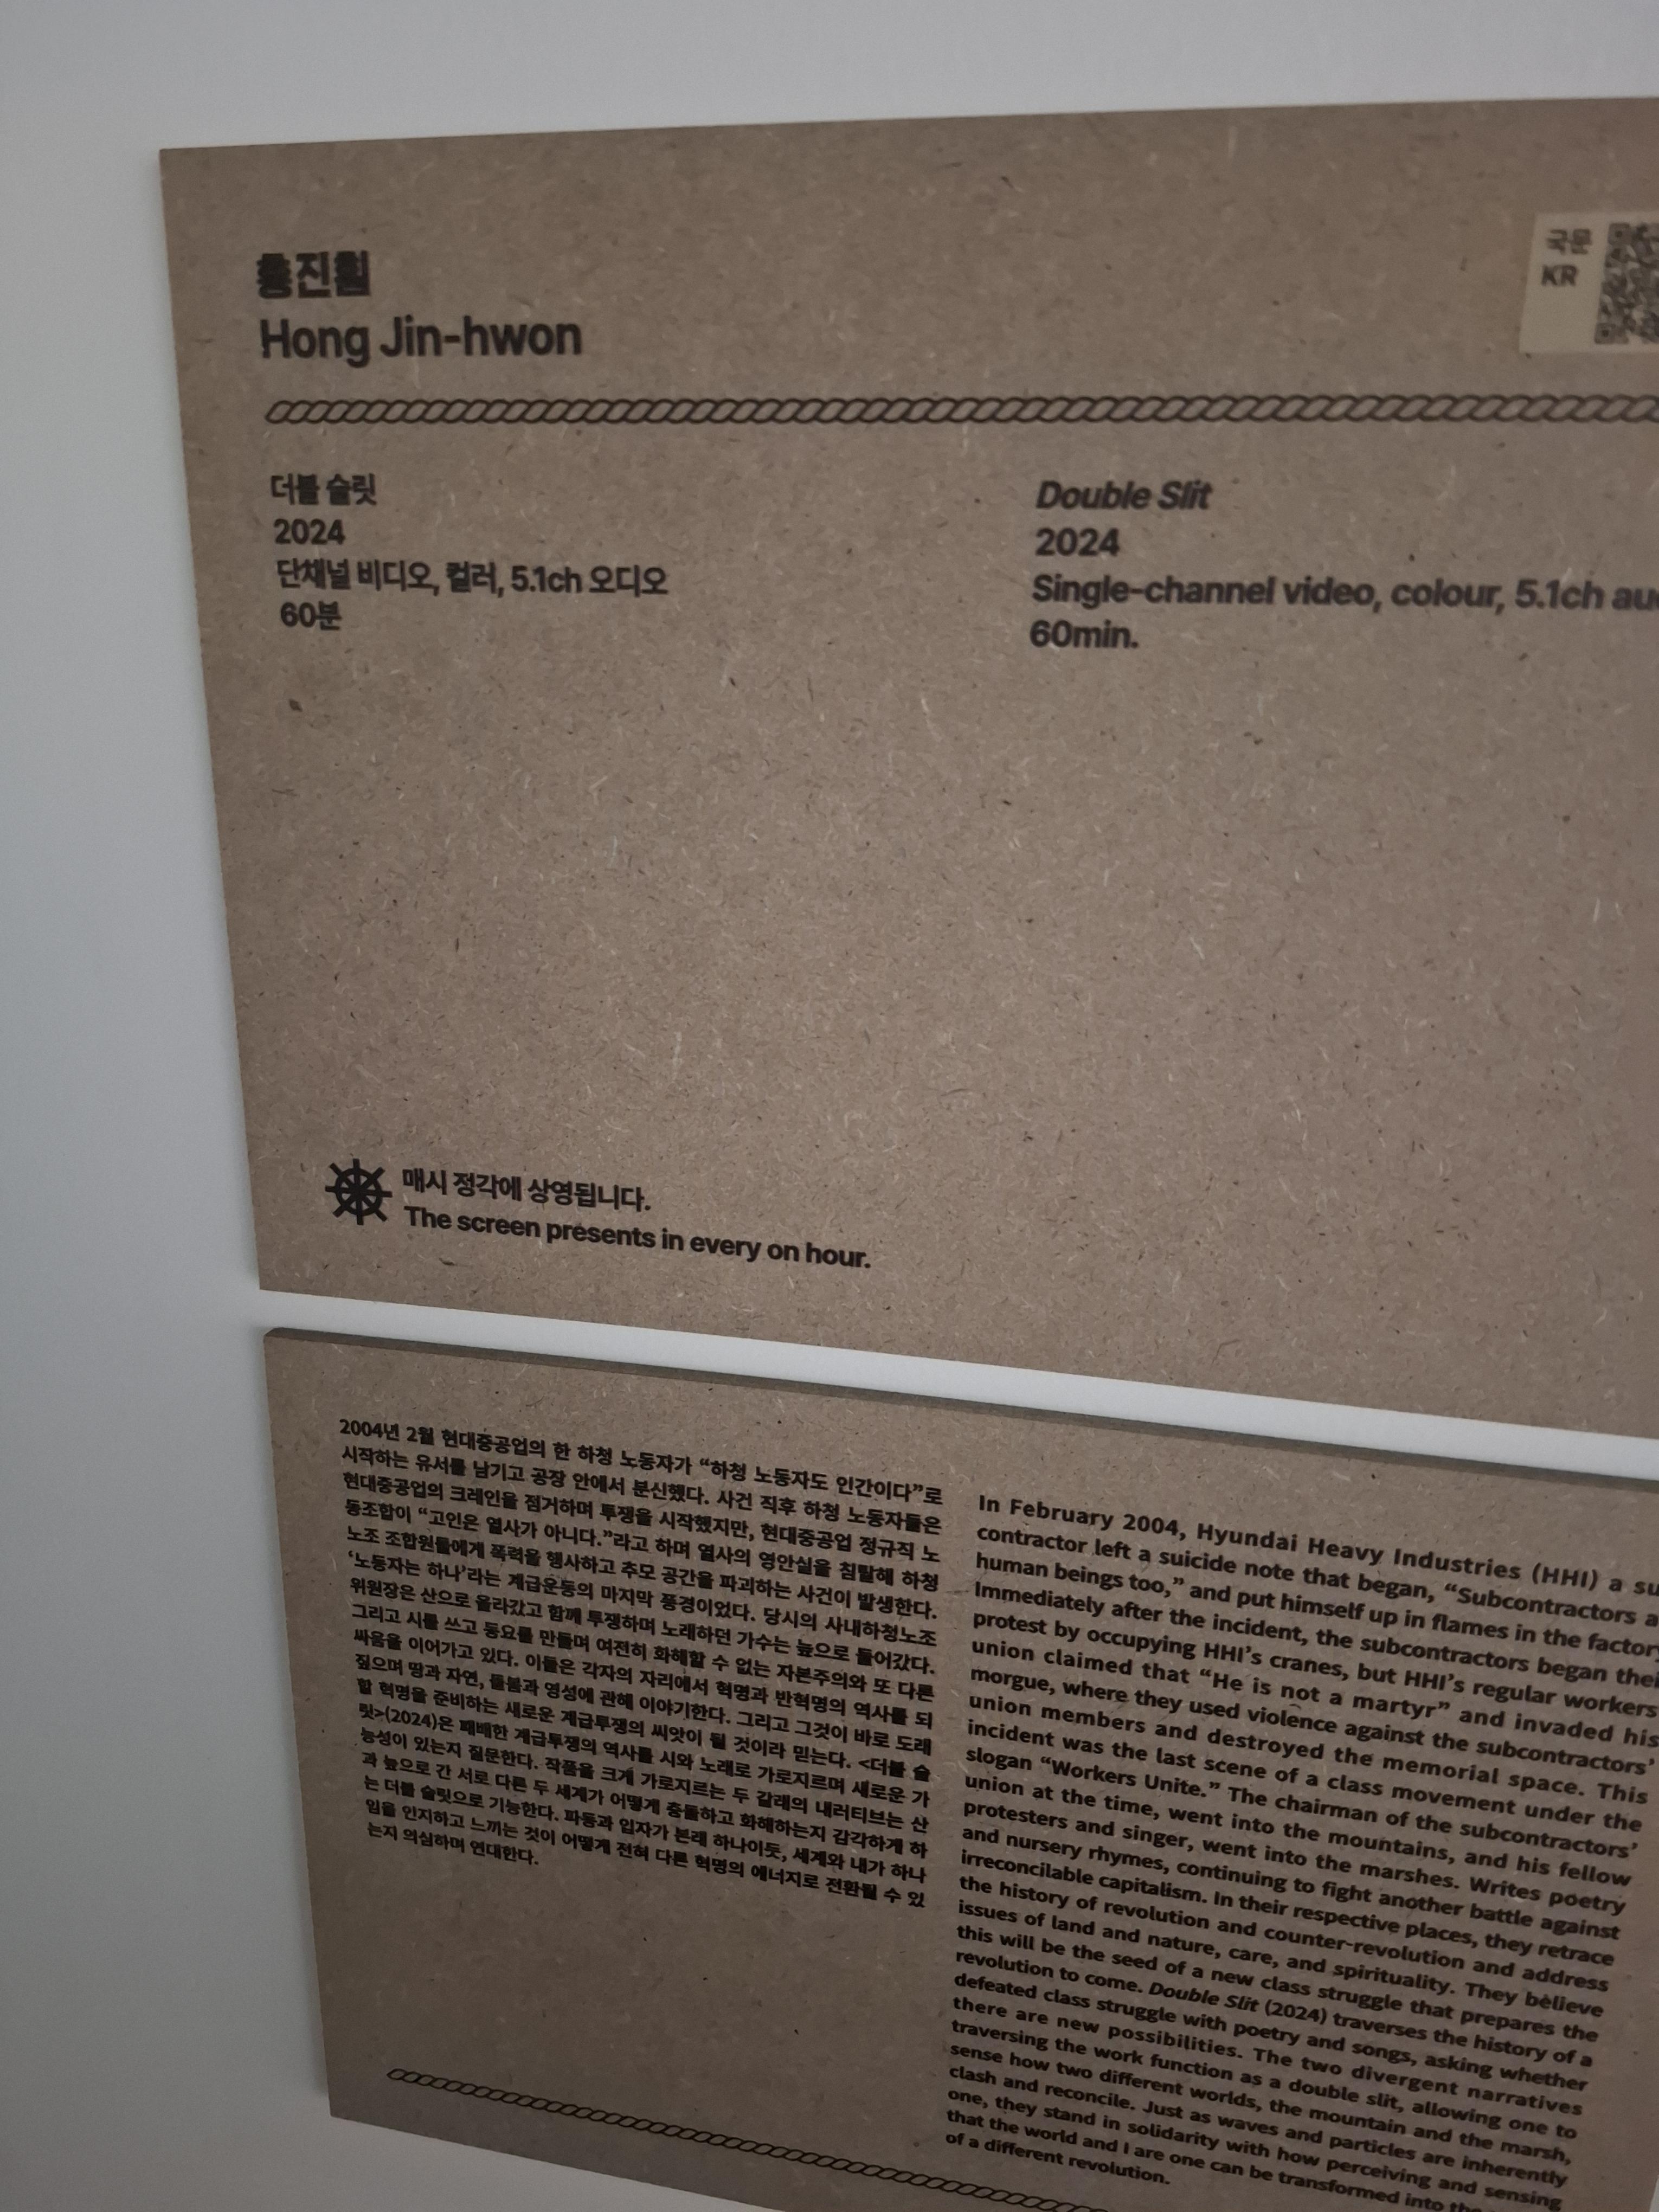 홍진훤
Hong Jin-hwon
국문
KR
더블 슬릿
2024
단채널 비디오, 컬러, 5.1ch 오디오
60분
Double Slit
2024
Single-channel video, colour, 5.1ch
60min.
매시 정각에 상영됩니다.
The screen presents in every on hour.
2004년 2월 현대중공업의 한 하청 노동자가 “하청 노동자도 인간이다”로
시작하는 유서를 남기고 공장 안에서 분신했다. 사건 직후 하청 노동자들은
현대중공업의 크레인을 점거하며 투쟁을 시작했지만, 현대중공업 정규직 노
동조합이 “고인은 열사가 아니다.”라고 하며 열사의 영안실을 침탈해 하청
노조 조합원들에게 폭력을 행사하고 추모 공간을 파괴하는 사건이 발생한다.
‘노동자는 하나’라는 계급운동의 마지막 풍경이었다. 당시의 사내하청노조
위원장은 산으로 올라갔고 함께 투쟁하며 노래하던 가수는 늪으로 들어갔다.
그리고 시를 쓰고 동요를 만들며 여전히 화해할 수 없는 자본주의와 또 다른
싸움을 이어가고 있다. 이들은 각자의 자리에서 혁명과 반혁명의 역사를 되
짚으며 땅과 자연, 돌봄과 영성에 관해 이야기한다. 그리고 그것이 바로 도래
할 혁명을 준비하는 새로운 계급투쟁의 씨앗이 될 것이라 믿는다. <더블 슬
릿>(2024)은 패배한 계급투쟁의 역사를 시와 노래로 가로지르며 새로운 가
능성이 있는지 질문한다. 작품을 크게 가로지르는 두 갈래의 내러티브는 산
과 늪으로 간 서로 다른 두 세계가 어떻게 충돌하고 화해하는지 감각하게 하
는 더블 슬릿으로 기능한다. 파동과 입자가 본래 하나이듯, 세계와 내가 하나
임을 인지하고 느끼는 것이 어떻게 전혀 다른 혁명의 에너지로 전환될 수 있
는지 의심하며 연대한다.
In February 2004, Hyundai Heavy Industries (HHI) a
contractor left a suicide note that began, “Subcontractors
human beings too,” and put himself up in flames in the factory
Immediately after the incident, the subcontractors began their
protest by occupying HHI’s cranes, but HHI’s regular workers’
union claimed that “He is not a martyr” and invaded his
morgue, where they used violence against the subcontractors’
union members and destroyed the memorial space. This
incident was the last scene of a class movement under the
slogan “Workers Unite.” The chairman of the subcontractors’
union at the time, went into the mountains, and his fellow
protesters and singer, went into the marshes. Writes poetry
and nursery rhymes, continuing to fight another battle against
irreconcilable capitalism. In their respective places, they retrace
the history of revolution and counter-revolution and address
issues of land and nature, care, and spirituality. They believe
this will be the seed of a new class struggle that prepares the
revolution to come. Double Slit (2024) traverses the history of a
defeated class struggle with poetry and songs, asking whether
there are new possibilities. The two divergent narratives
traversing the work function as a double slit, allowing one to
sense how two different worlds, the mountain and the marsh,
clash and reconcile. Just as waves and particles are inherently
one, they stand in solidarity with how perceiving and sensing
that the world and I are one can be transformed into the
of a different revolution.